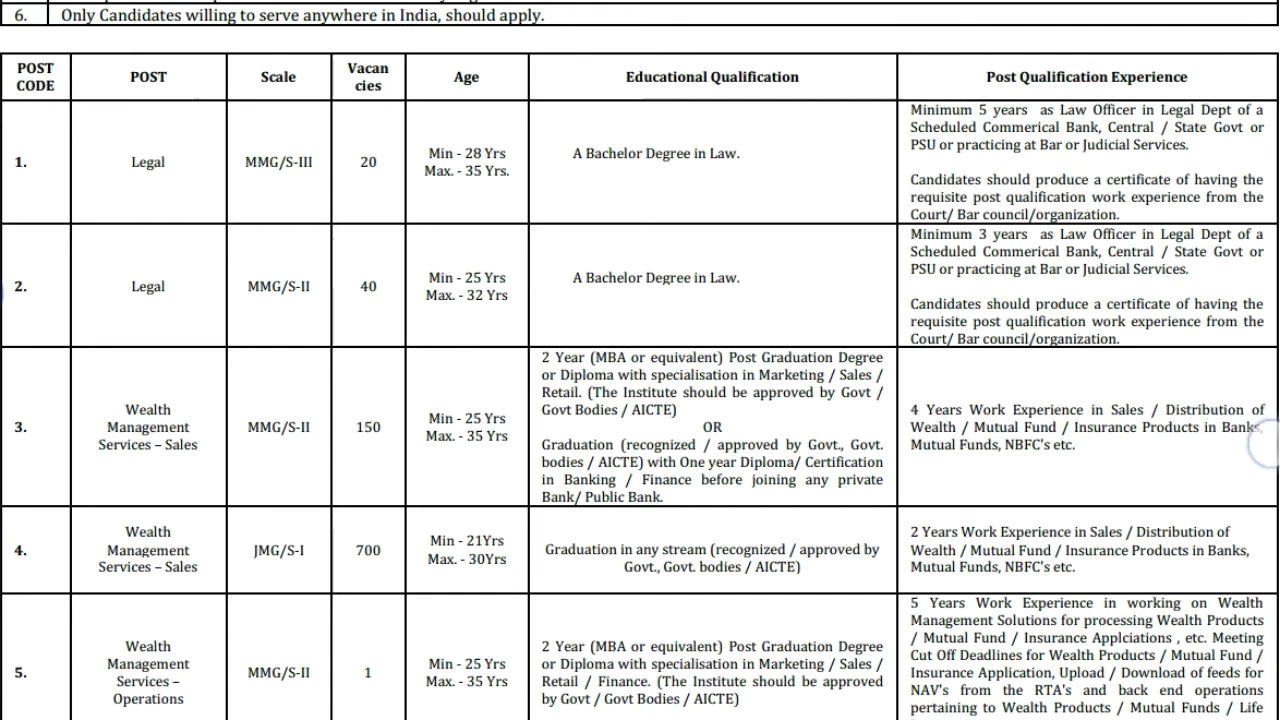 6. Only Candidates willing to serve anywhere in India, should apply.
POST CODE POST Scale Vacan cies Age Educational Qualification Post Qualification Experience
1. Legal MMG/S-III 20
Min - 28 Yrs
Max. - 35 Yrs.
A Bachelor Degree in Law.
Minimum 5 years as Law Officer in Legal Dept of a
Scheduled Commerical Bank, Central / State Govt or
PSU or practicing at Bar or Judicial Services.
Candidates should produce a certificate of having the
requisite post qualification work experience from the
Court/ Bar council/organization.
2. Legal MMG/S-II 40
Min - 25 Yrs
Max. - 32 Yrs
A Bachelor Degree in Law.
Minimum 3 years as Law Officer in Legal Dept of a
Scheduled Commerical Bank, Central / State Govt or
PSU or practicing at Bar or Judicial Services.
Candidates should produce a certificate of having the
requisite post qualification work experience from the
Court/ Bar council/organization.
3.
Wealth
Management
Services – Sales
MMG/S-II 150
Min - 25 Yrs
Max. - 35 Yrs
2 Year (MBA or equivalent) Post Graduation Degree
or Diploma with specialisation in Marketing / Sales /
Retail. (The Institute should be approved by Govt /
Govt Bodies / AICTE)
OR
Graduation (recognized / approved by Govt., Govt.
bodies / AICTE) with One year Diploma/ Certification
in Banking / Finance before joining any private
Bank/ Public Bank.
4 Years Work Experience in Sales / Distribution of
Wealth / Mutual Fund / Insurance Products in Banks,
Mutual Funds, NBFC's etc.
4.
Wealth
Management
Services – Sales
JMG/S-I 700
Min - 21Yrs
Max. - 30Yrs
Graduation in any stream (recognized / approved by
Govt., Govt. bodies / AICTE)
2 Years Work Experience in Sales / Distribution of
Wealth / Mutual Fund / Insurance Products in Banks,
Mutual Funds, NBFC's etc.
5.
Wealth
Management
Services –
Operations
MMG/S-II 1
Min - 25 Yrs
Max. - 35 Yrs
2 Year (MBA or equivalent) Post Graduation Degree
or Diploma with specialisation in Marketing / Sales /
Retail / Finance. (The Institute should be approved
by Govt / Govt Bodies / AICTE)
5 Years Work Experience in working on Wealth
Management Solutions for processing Wealth Products
/ Mutual Fund / Insurance Applciations , etc. Meeting
Cut Off Deadlines for Wealth Products / Mutual Fund /
Insurance Application, Upload / Download of feeds for
NAV's from the RTA's and back end operations
pertaining to Wealth Products / Mutual Funds / Life